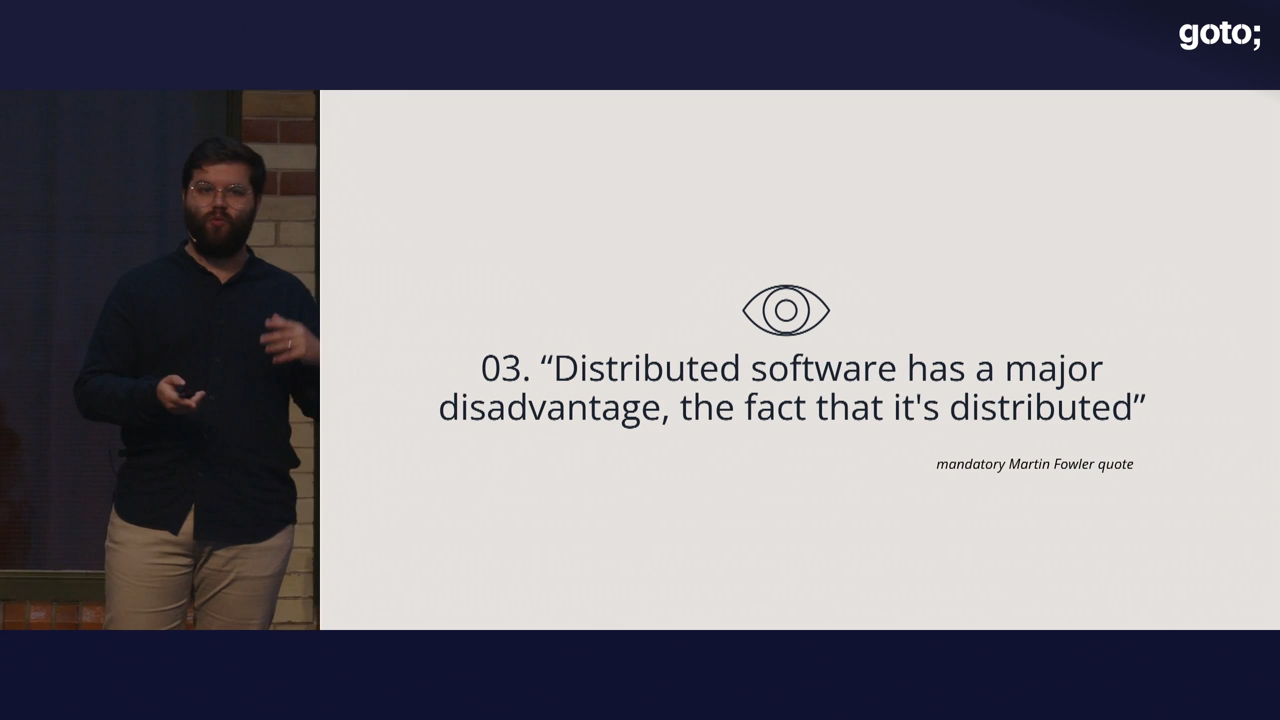 goto;
03. “Distributed software has a major
disadvantage, the fact that it's distributed”
mandatory Martin Fowler quote